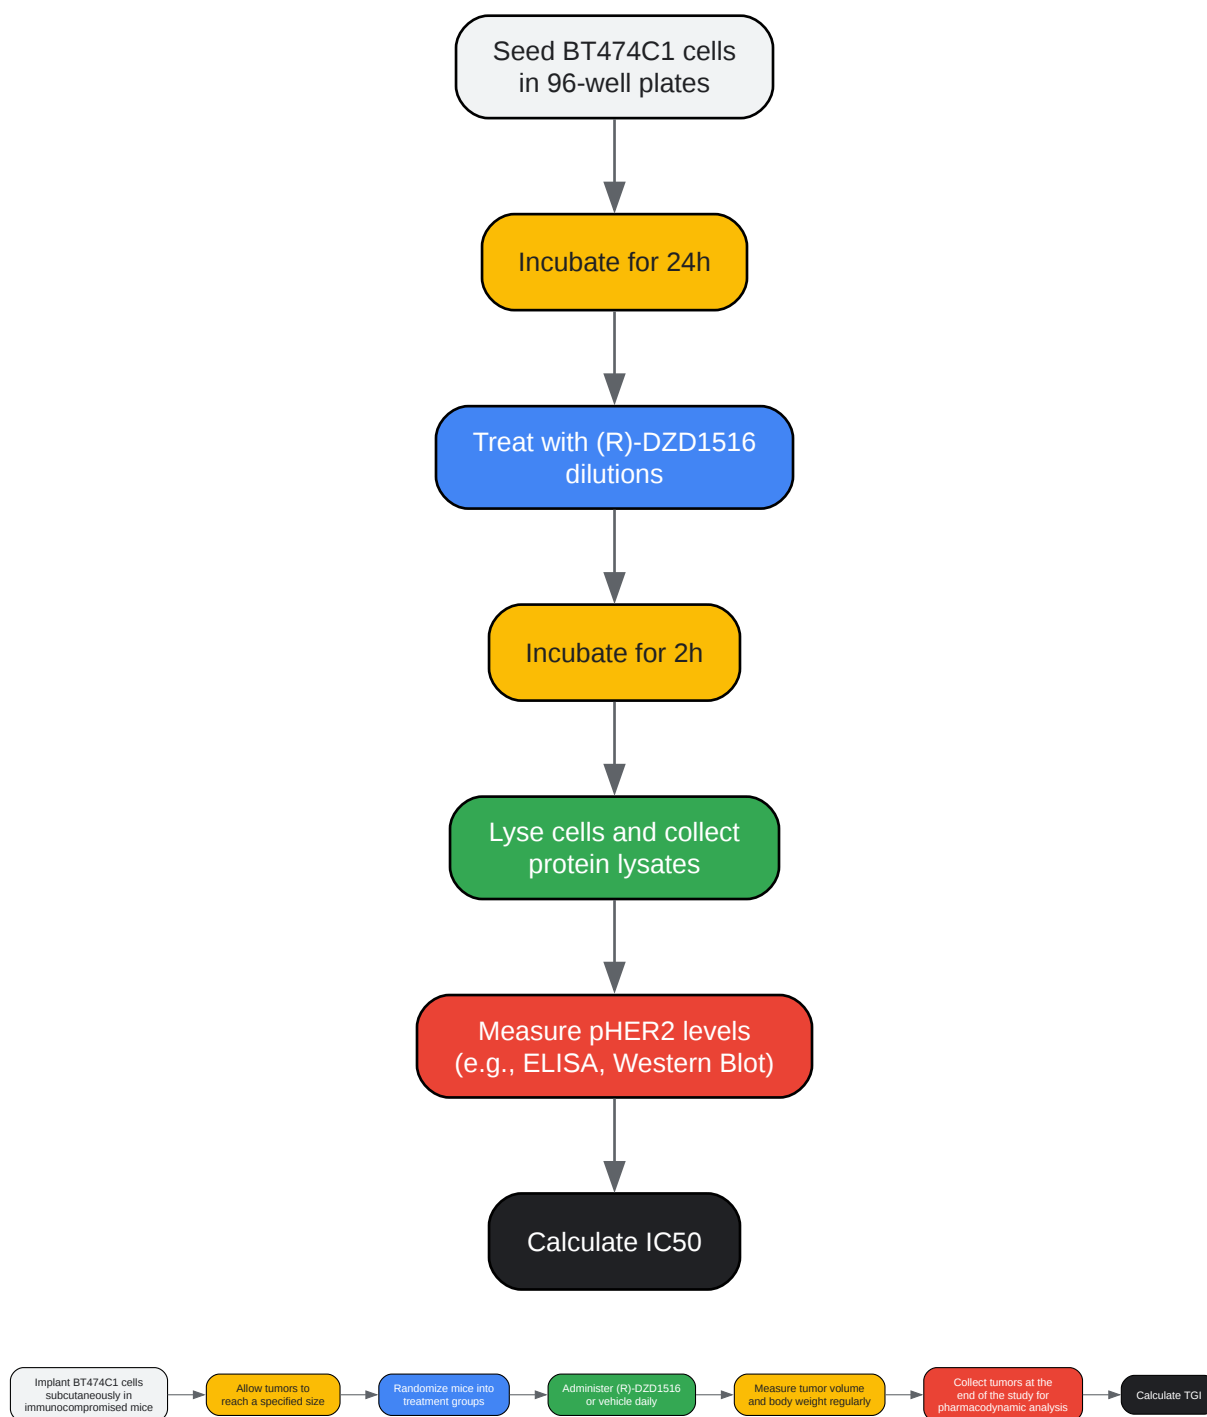 Seed BT474C1 cells
in 96-well plates
Incubate for 24h
Treat with (R)-DZD1516
dilutions
Incubate for 2h
Lyse cells and collect
protein lysates
Measure pHER2 levels
(e.g., ELISA, Western Blot)
Calculate IC50
Implant BT474C1 cells
subcutaneously in
immunocompromised mice
Allow tumors to
reach a specified size
Randomize mice into
treatment groups
Administer (R)-DZD1516
or vehicle daily
Measure tumor volume
and body weight regularly
Collect tumors at the
end of the study for
pharmacodynamic analysis
Calculate TGI